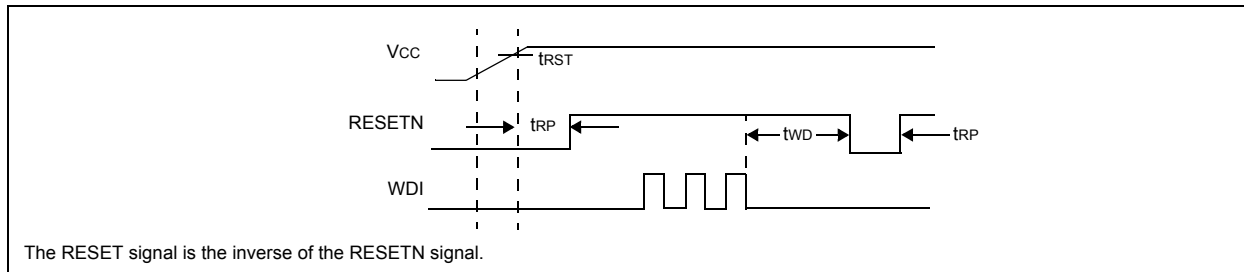 VCC
tRST
RESETN
tRP
tWD
tRP
WDI
The RESET signal is the inverse of the RESETN signal.